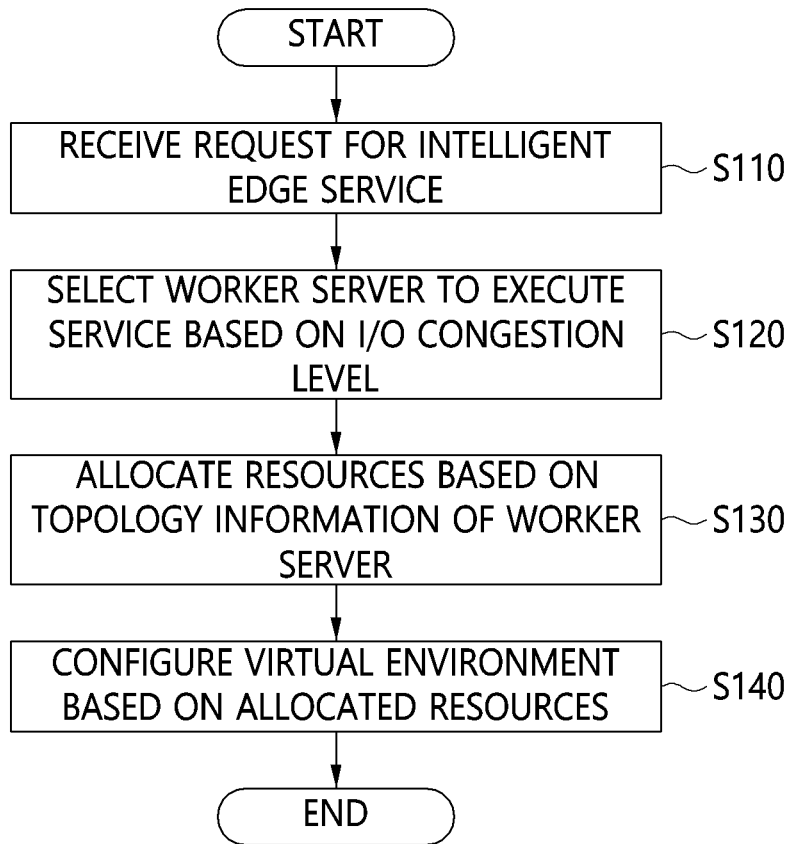 START
RECEIVE REQUEST FOR INTELLIGENT
EDGE SERVICE
S110
SELECT WORKER SERVER TO EXECUTE
SERVICE BASED ON I/O CONGESTION
LEVEL
S120
ALLOCATE RESOURCES BASED ON
TOPOLOGY INFORMATION OF WORKER
SERVER
S130
CONFIGURE VIRTUAL ENVIRONMENT
BASED ON ALLOCATED RESOURCES
S140
END